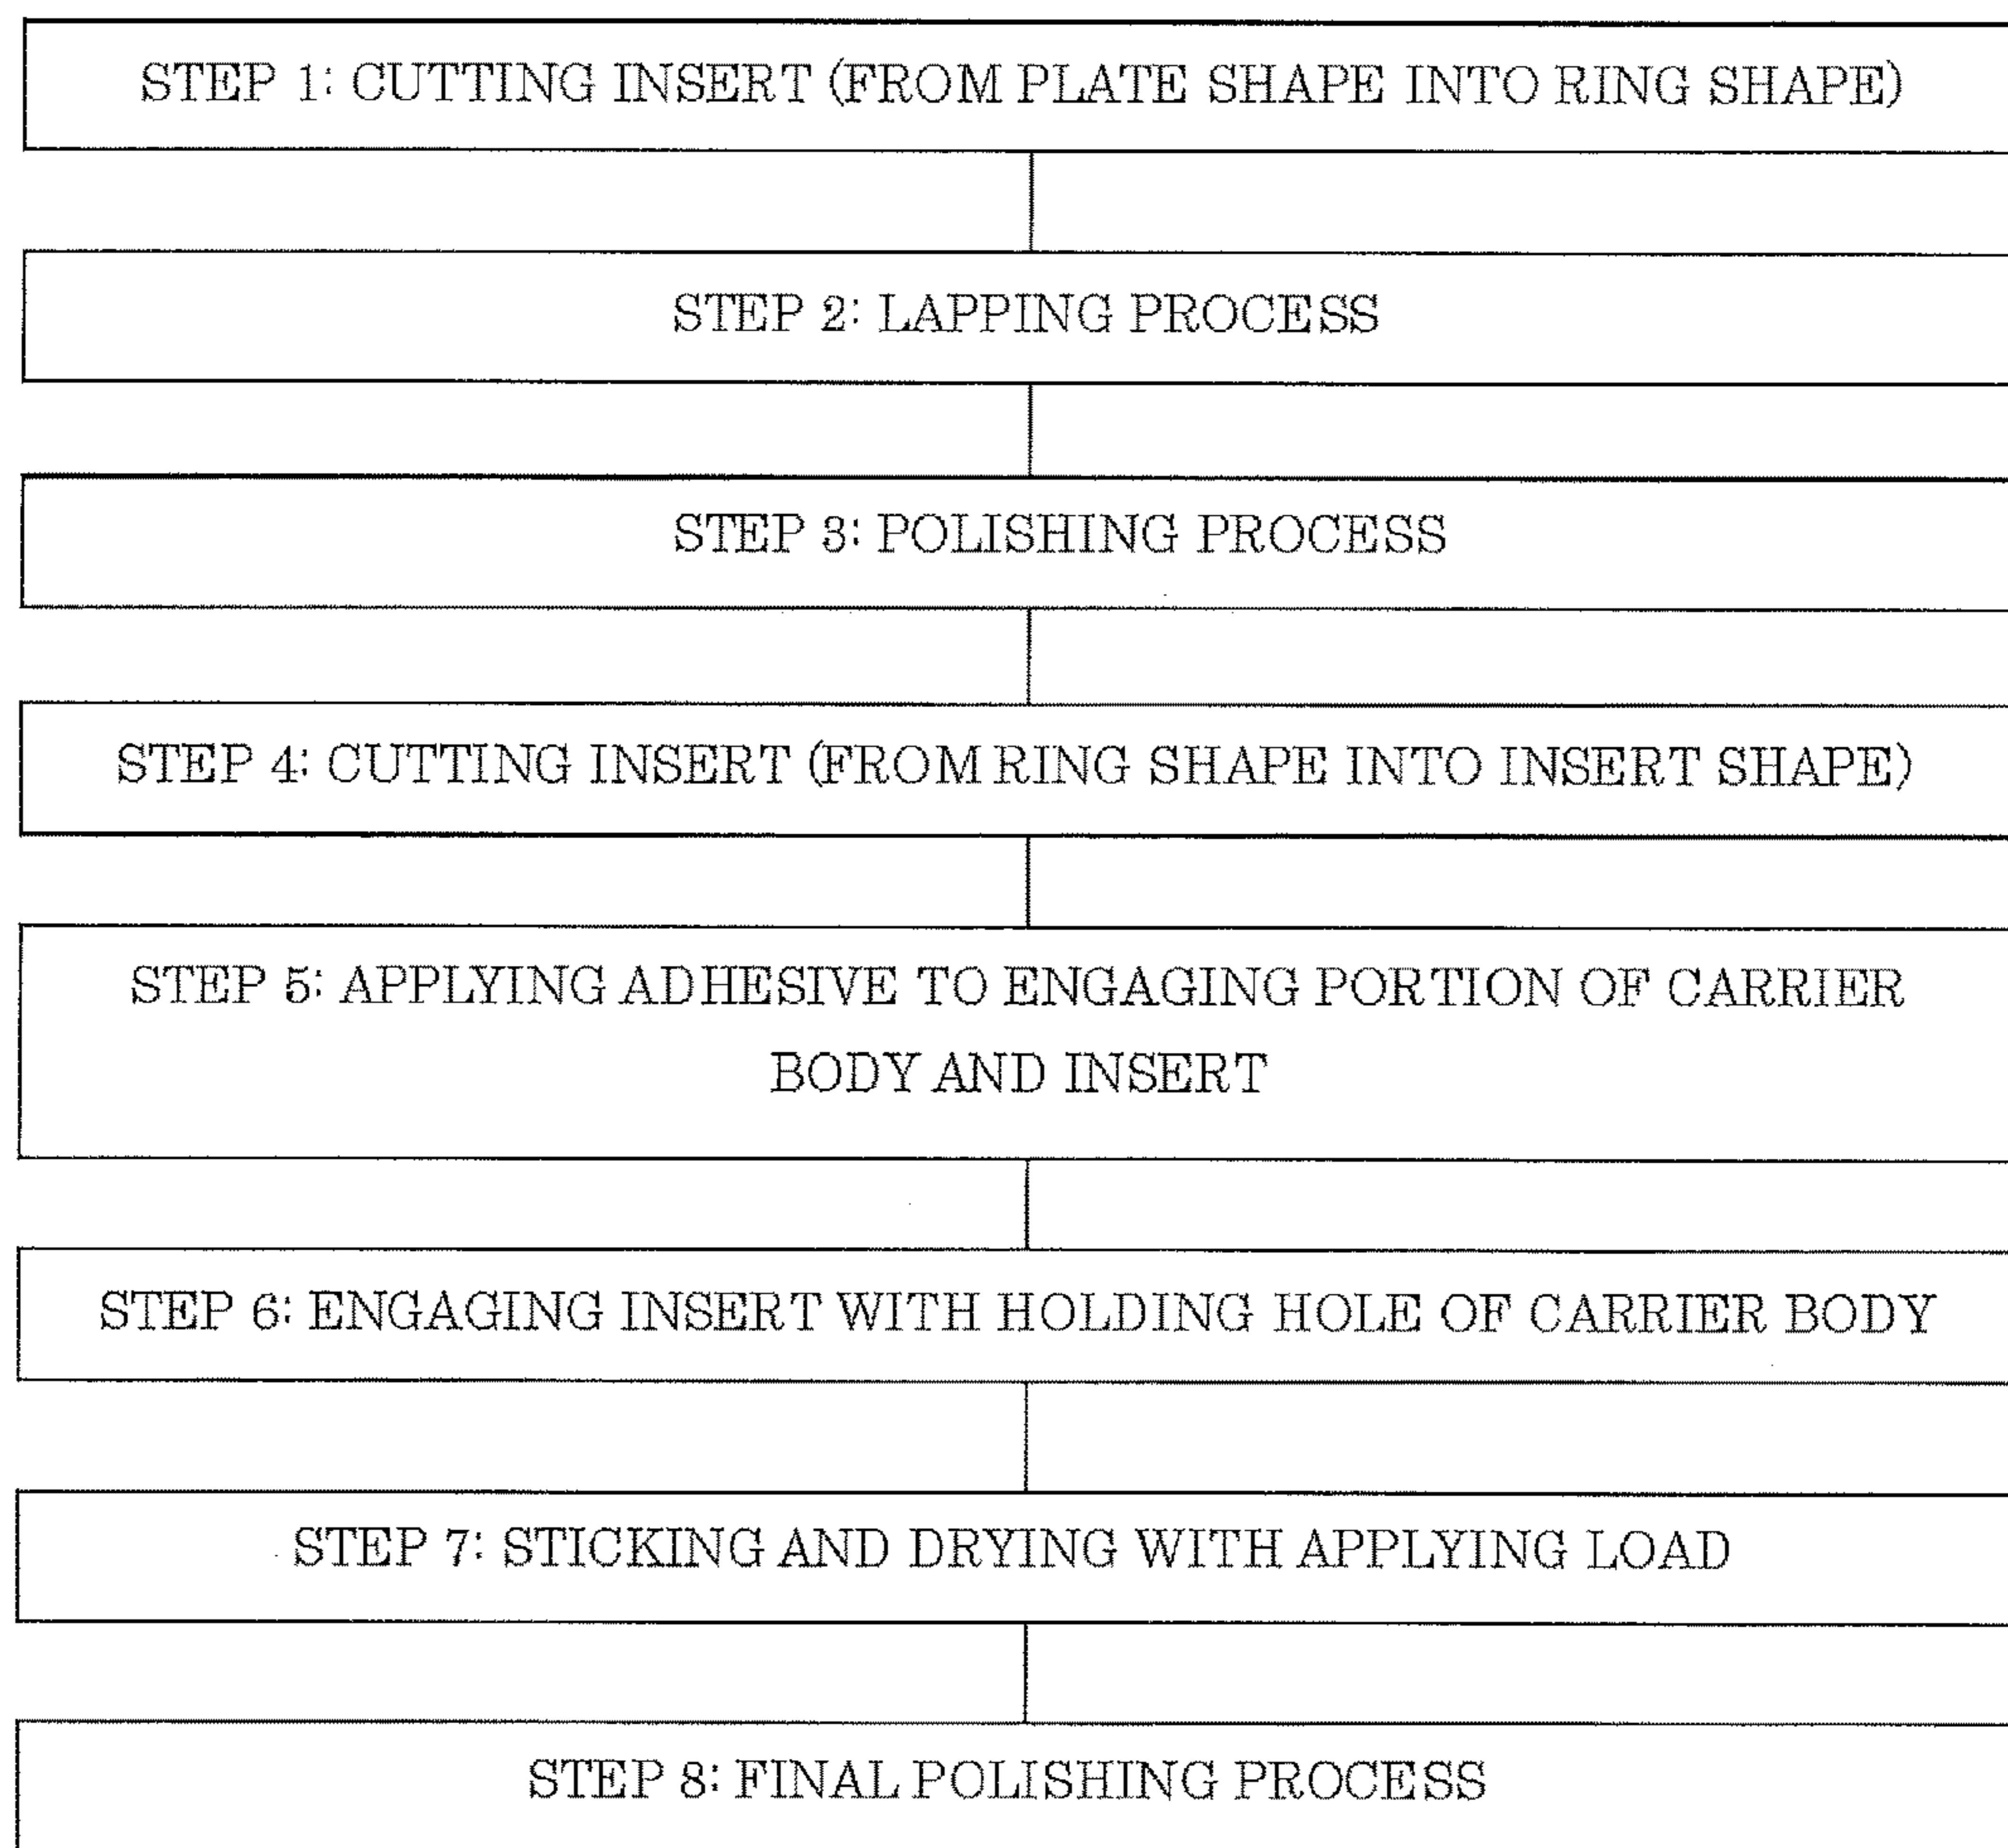 STEP 1: CUTTING INSERT (FROM PLATE SHAPE INTO RING SHAPE)
STEP 2: LAPPING PROCESS
STEP 3: POLISHING PROCESS
STEP 4: CUTTING INSERT (FROM RING SHAPE INTO INSERT SHAPE)
STEP 5: APPLYING ADHESIVE TO ENGAGING PORTION OF CARRIER
BODY AND INSERT
STEP 6: ENGAGING INSERT WITH HOLDING HOLE OF CARRIER BODY
STEP 7: STICKING AND DRYING WITH APPLYING LOAD
STEP 8: FINAL POLISHING PROCESS